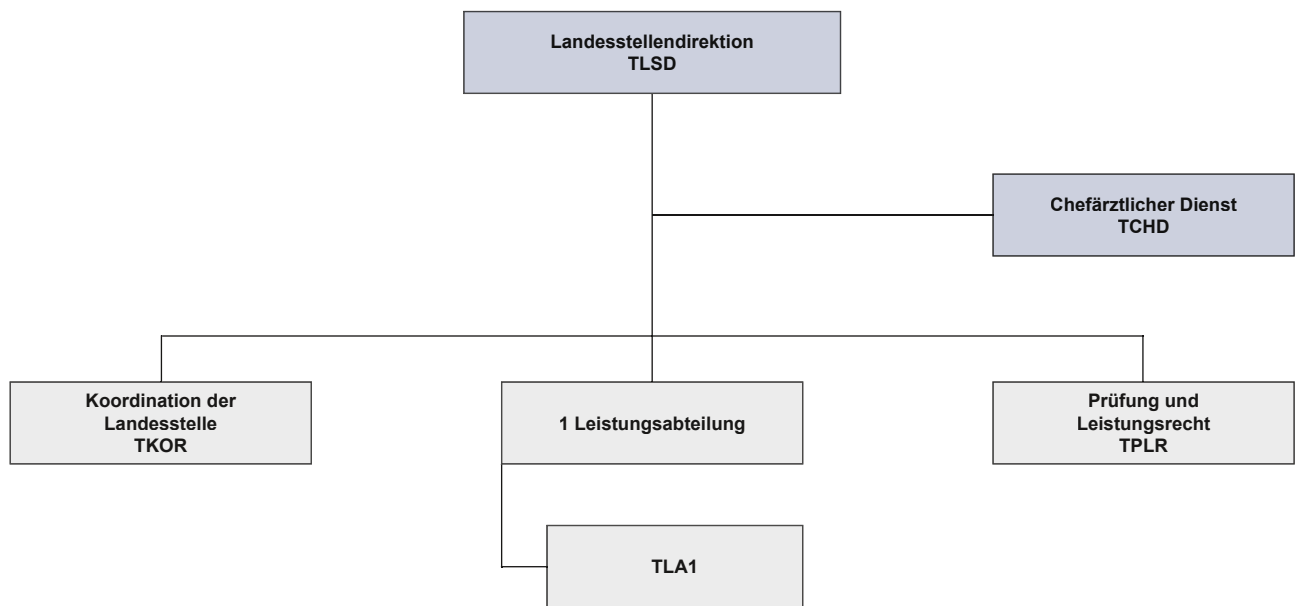 Landesstellendirektion
TLSD
Chefärztlicher Dienst
TCHD
Koordination der
Landesstelle
TKOR
1 Leistungsabteilung
Prüfung und
Leistungsrecht
TPLR
TLA1